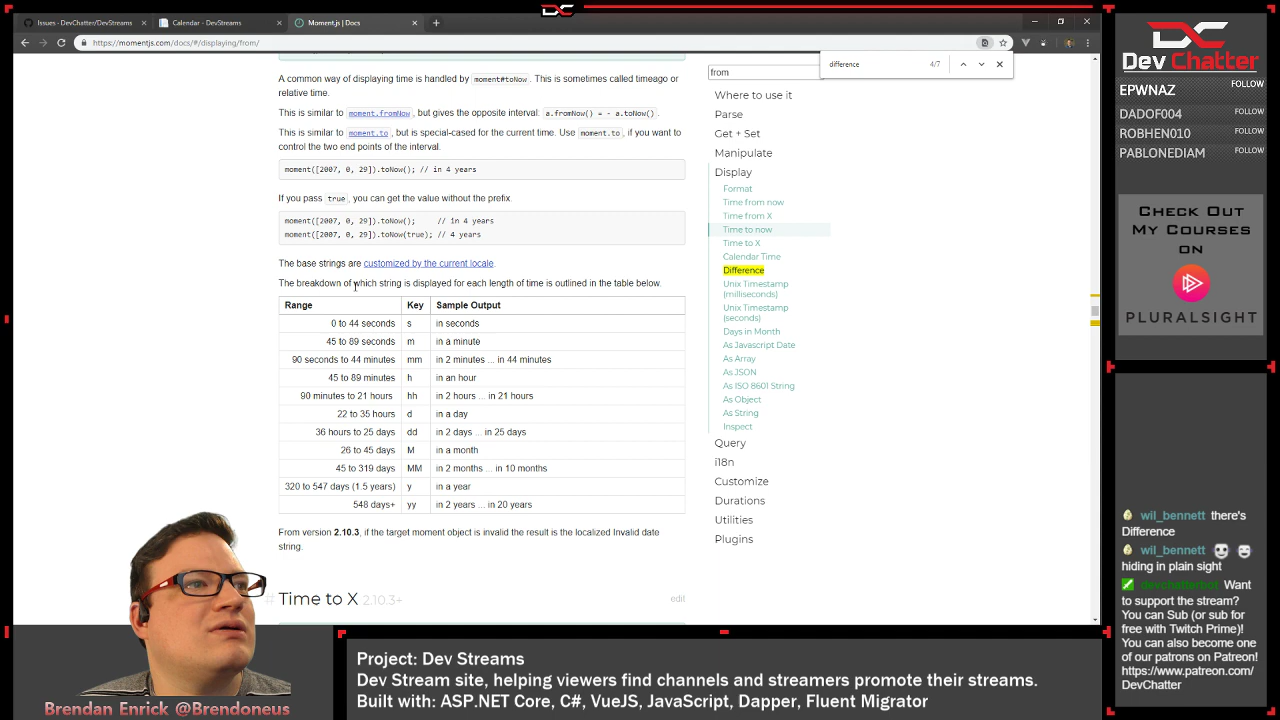 Issues - DevChatter/DevStreams
Calendar - DevStreams
Moment.js | Docs
https://momentjs.com/docs/#/displaying/from/
difference 4/7
A common way of displaying time is handled by moment#toNow. This is sometimes called timeago or
relative time.
This is similar to moment.fromNow, but gives the opposite interval: a.fromNow() = - a.toNow().
This is similar to moment.to, but is special-cased for the current time. Use moment.to, if you want to
control the two end points of the interval.
moment([2007, 0, 29]).toNow(); // in 4 years
If you pass true, you can get the value without the prefix.
moment([2007, 0, 29]).toNow(); // in 4 years
moment([2007, 0, 29]).toNow(true); // 4 years
The base strings are customized by the current locale.
The breakdown of which string is displayed for each length of time is outlined in the table below.
Range Key Sample Output
0 to 44 seconds s in seconds
45 to 89 seconds m in a minute
90 seconds to 44 minutes mm in 2 minutes ... in 44 minutes
45 to 89 minutes h in an hour
90 minutes to 21 hours hh in 2 hours ... in 21 hours
22 to 35 hours d in a day
36 hours to 25 days dd in 2 days ... in 25 days
26 to 45 days M in a month
45 to 319 days MM in 2 months ... in 10 months
320 to 547 days (1.5 years) y in a year
548 days+ yy in 2 years ... in 20 years
From version 2.10.3, if the target moment object is invalid the result is the localized Invalid date
string.
# Time to X 2.10.3+ edit
from
Where to use it
Parse
Get + Set
Manipulate
Display
Format
Time from now
Time from X
Time to now
Time to X
Calendar Time
Difference
Unix Timestamp
(milliseconds)
Unix Timestamp
(seconds)
Days in Month
As Javascript Date
As Array
As JSON
As ISO 8601 String
As Object
As String
Inspect
Query
i18n
Customize
Durations
Utilities
Plugins
DC
DC
Dev Chatter
EPWNAZ FOLLOW
DADOF004 FOLLOW
ROBHEN010 FOLLOW
PABLONEDIAM FOLLOW
Check Out
My Courses
on
PLURALSIGHT
wil_bennett there's
Difference
wil_bennett
hiding in plain sight
devchatterbot Want
to support the stream?
You can Sub (or sub for
free with Twitch Prime)!
You can also become one
of our patrons on Patreon!
https://www.patreon.com/
DevChatter
Brendan Enrick @Brendoneus
Project: Dev Streams
Dev Stream site, helping viewers find channels and streamers promote their streams.
Built with: ASP.NET Core, C#, VueJS, JavaScript, Dapper, Fluent Migrator